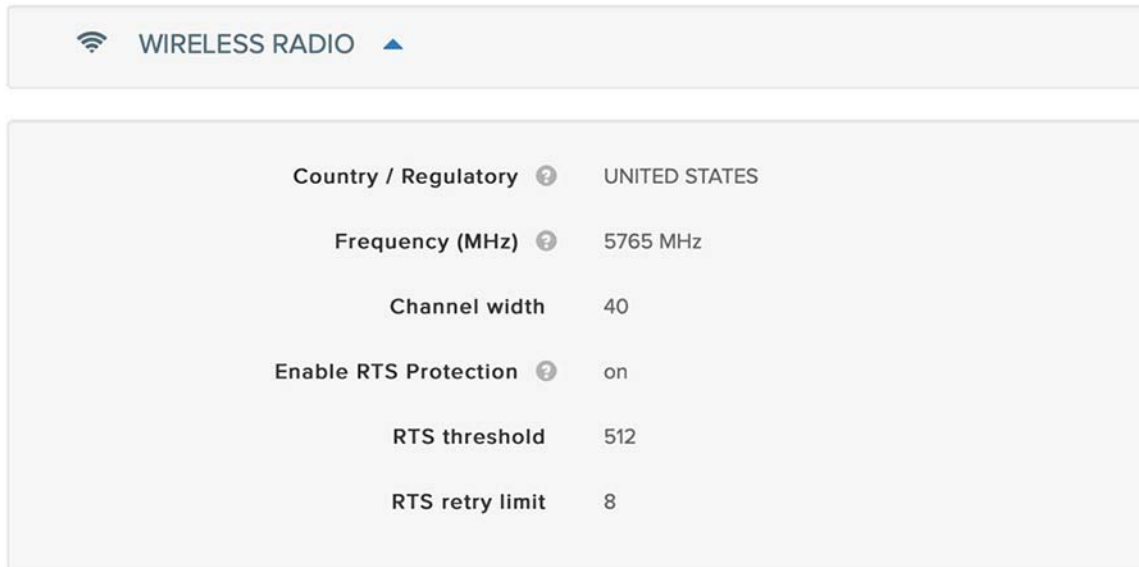 WIRELESS RADIO
Country / Regulatory UNITED STATES
Frequency (MHz) 5765 MHz
Channel width 40
Enable RTS Protection on
RTS threshold 512
RTS retry limit 8